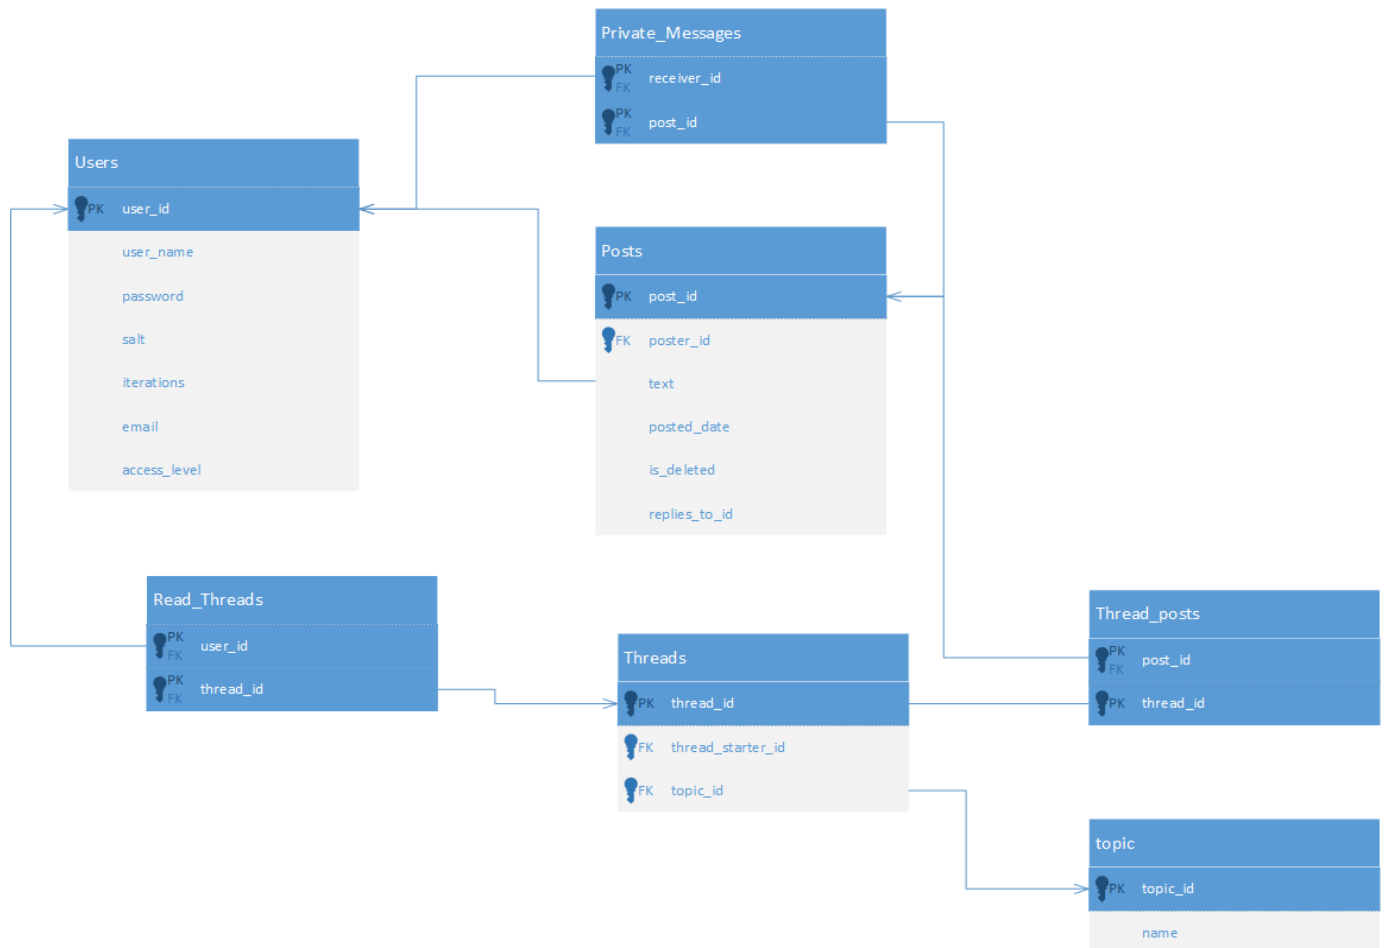 Private_Messages
PK
FK
receiver_id
PK
FK
post_id
Users
PK user_id
user_name
password
salt
iterations
email
access_level
Posts
PK post_id
FK poster_id
text
posted_date
is_deleted
replies_to_id
Read_Threads
PK
FK
user_id
PK
FK
thread_id
Threads
PK thread_id
FK thread_starter_id
FK topic_id
Thread_posts
PK
FK
post_id
PK thread_id
topic
PK topic_id
name